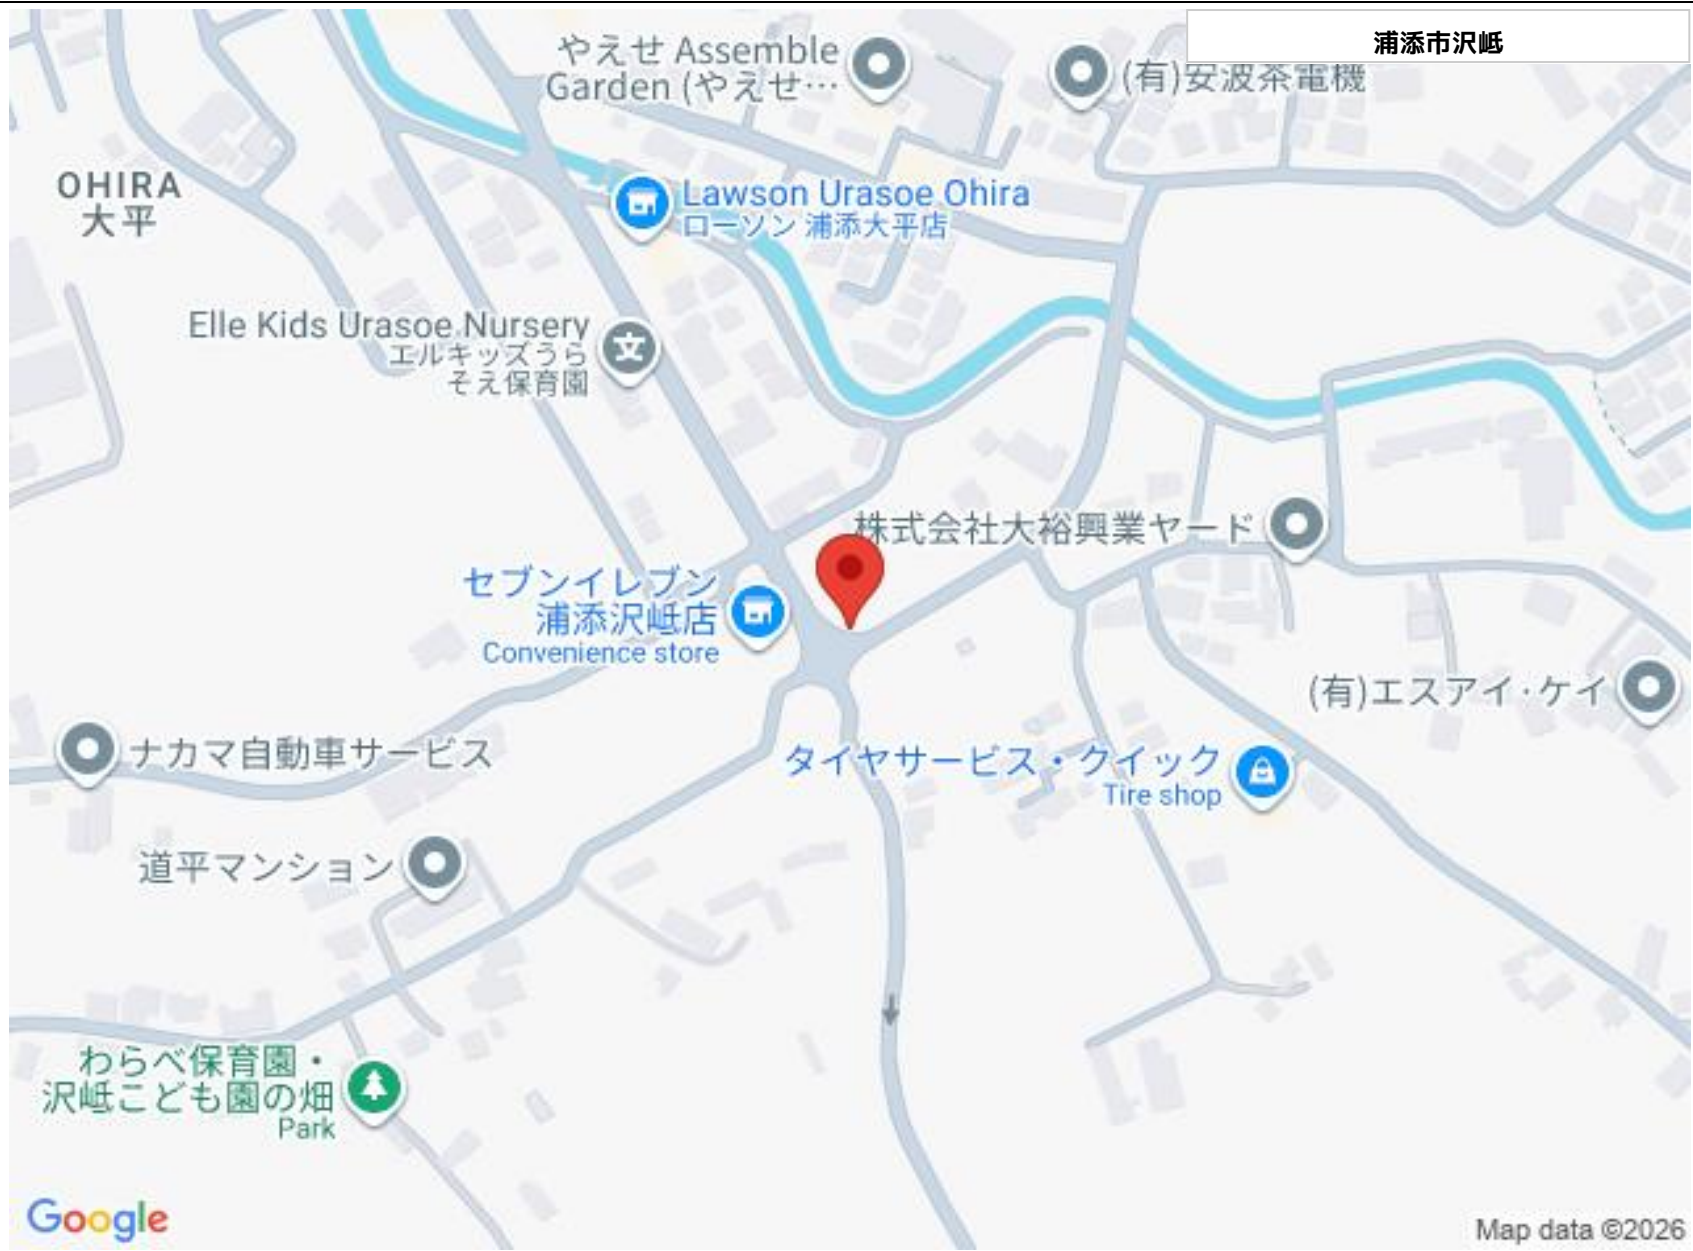 浦添市沢岻
やえせ Assemble
Garden (やえせ…
(有)安波茶電機
OHIRA
大平
Lawson Urasoe Ohira
ローソン 浦添大平店
Elle Kids Urasoe Nursery
エルキッズうら
そえ保育園
株式会社大裕興業ヤード
セブンイレブン
浦添沢岻店
Convenience store
(有)エスアイ・ケイ
ナカマ自動車サービス
タイヤサービス・クイック
Tire shop
道平マンション
わらべ保育園・
沢岻こども園の畑
Park
Google
Map data ©2026